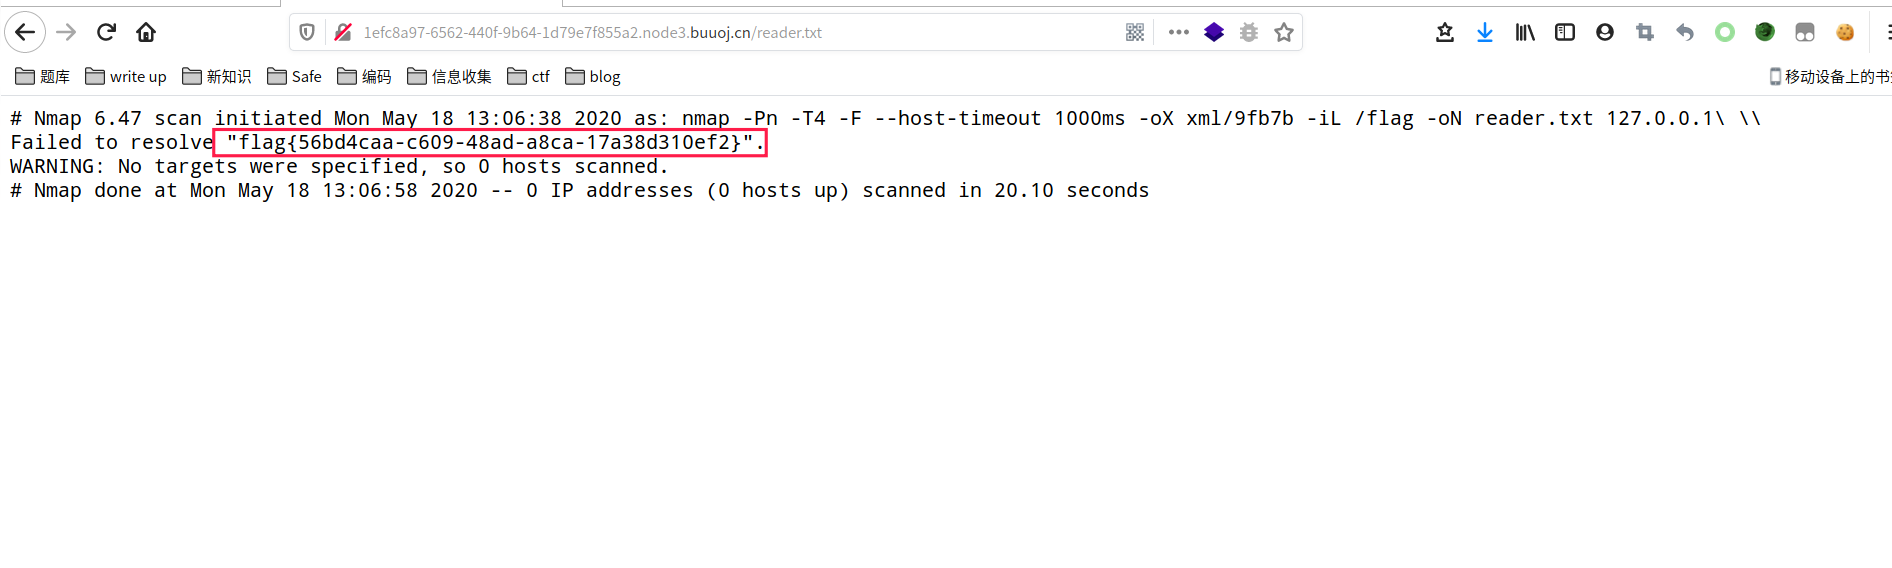 1efc8a97-6562-440f-9b64-1d79e7f855a2.node3.buuoj.cn/reader.txt
题库 write up 新知识 Safe 编码 信息收集 ctf blog 移动设备上的书
# Nmap 6.47 scan initiated Mon May 18 13:06:38 2020 as: nmap -Pn -T4 -F --host-timeout 1000ms -oX xml/9fb7b -iL /flag -oN reader.txt 127.0.0.1\ \\
Failed to resolve "flag{56bd4caa-c609-48ad-a8ca-17a38d310ef2}".
WARNING: No targets were specified, so 0 hosts scanned.
# Nmap done at Mon May 18 13:06:58 2020 -- 0 IP addresses (0 hosts up) scanned in 20.10 seconds